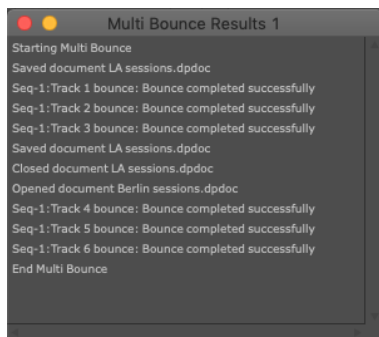 Multi Bounce Results 1
Starting Multi Bounce
Saved document LA sessions.dpdoc
Seq-1:Track 1 bounce: Bounce completed successfully
Seq-1:Track 2 bounce: Bounce completed successfully
Seq-1:Track 3 bounce: Bounce completed successfully
Saved document LA sessions.dpdoc
Closed document LA sessions.dpdoc
Opened document Berlin sessions.dpdoc
Seq-1:Track 4 bounce: Bounce completed successfully
Seq-1:Track 5 bounce: Bounce completed successfully
Seq-1:Track 6 bounce: Bounce completed successfully
End Multi Bounce